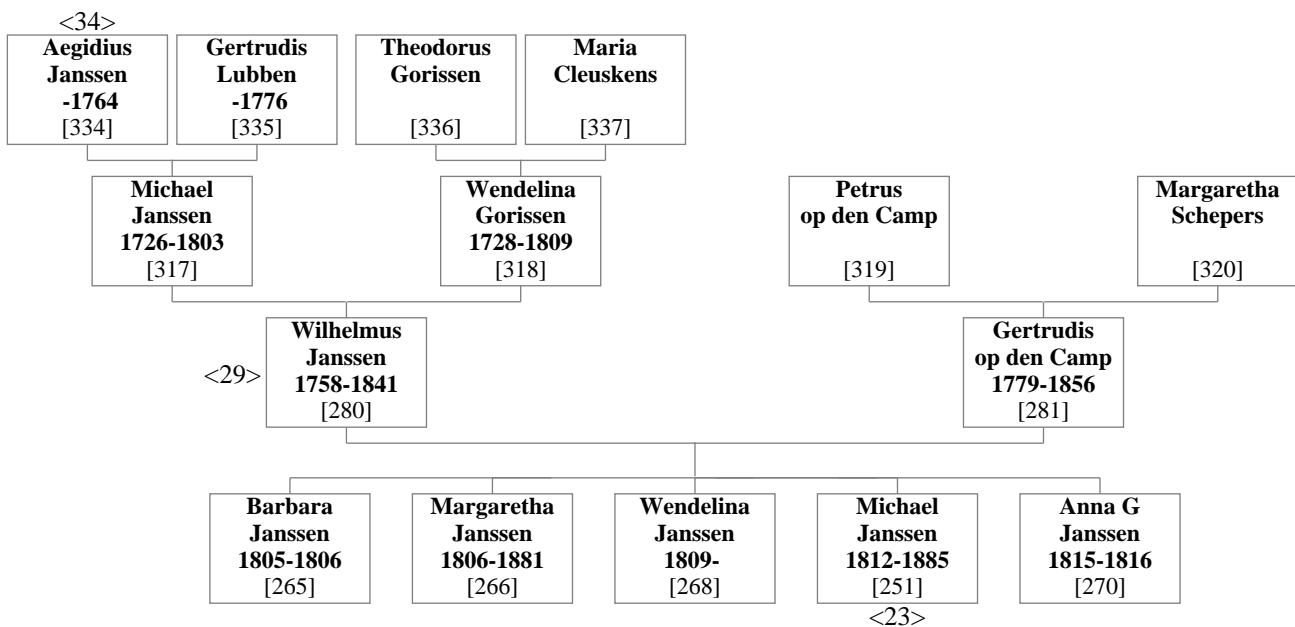 <34>
Aegidius
Janssen
-1764
[334]
Gertrudis
Lubben
-1776
[335]
Theodorus
Gorissen
[336]
Maria
Cleuskens
[337]
Michael
Janssen
1726-1803
[317]
Wendelina
Gorissen
1728-1809
[318]
Petrus
op den Camp
[319]
Margaretha
Schepers
[320]
<29>
Wilhelmus
Janssen
1758-1841
[280]
Gertrudis
op den Camp
1779-1856
[281]
Barbara
Janssen
1805-1806
[265]
Margaretha
Janssen
1806-1881
[266]
Wendelina
Janssen
1809-
[268]
Michael
Janssen
1812-1885
[251]
<23>
Anna G
Janssen
1815-1816
[270]